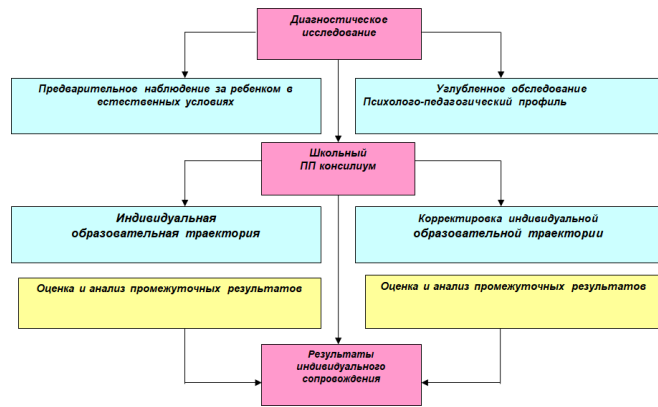 Диагностическое
исследование
Предварительное наблюдение за ребенком в
естественных условиях
Углубленное обследование
Психолого-педагогический профиль
Школьный
ПП консилиум
Индивидуальная
образовательная траектория
Корректировка индивидуальной
образовательной траектории
Оценка и анализ промежуточных результатов
Оценка и анализ промежуточных результатов
Результаты
индивидуального
сопровождения